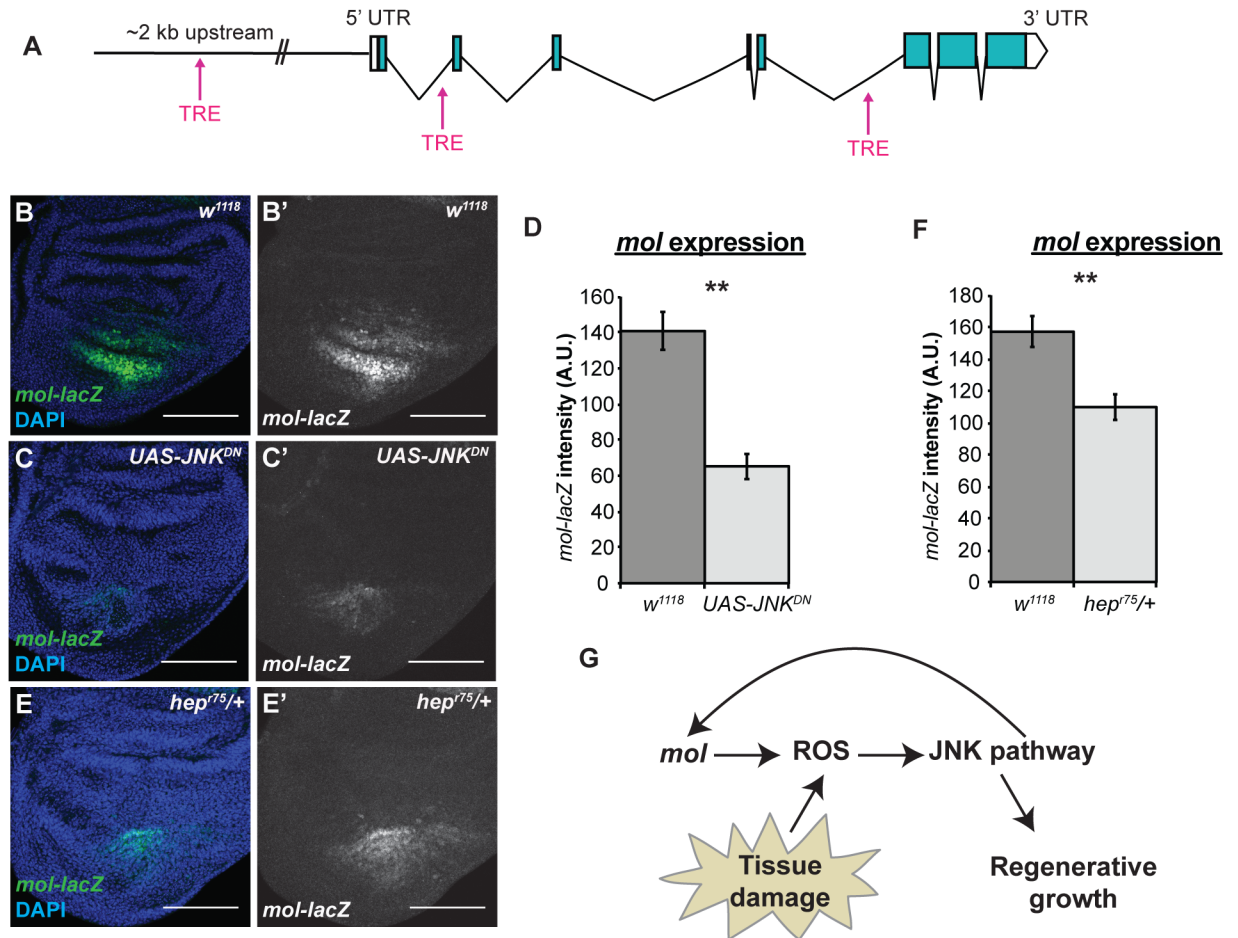 A
~2 kb upstream
5’ UTR
3’ UTR
TRE
TRE
TRE
B
w1118
mol-lacZ
DAPI
B’
w1118
mol-lacZ
C
UAS-JNKDN
mol-lacZ
DAPI
C’
UAS-JNKDN
mol-lacZ
E
hepr75/+
mol-lacZ
DAPI
E’
hepr75/+
mol-lacZ
D
mol expression
**
mol-lacZ intensity (A.U.)
160
140
120
100
80
60
40
20
0
w1118
UAS-JNKDN
F
mol expression
**
mol-lacZ intensity (A.U.)
180
160
140
120
100
80
60
40
20
0
w1118
hepr75/+
G
mol
ROS
JNK pathway
Tissue
damage
Regenerative
growth